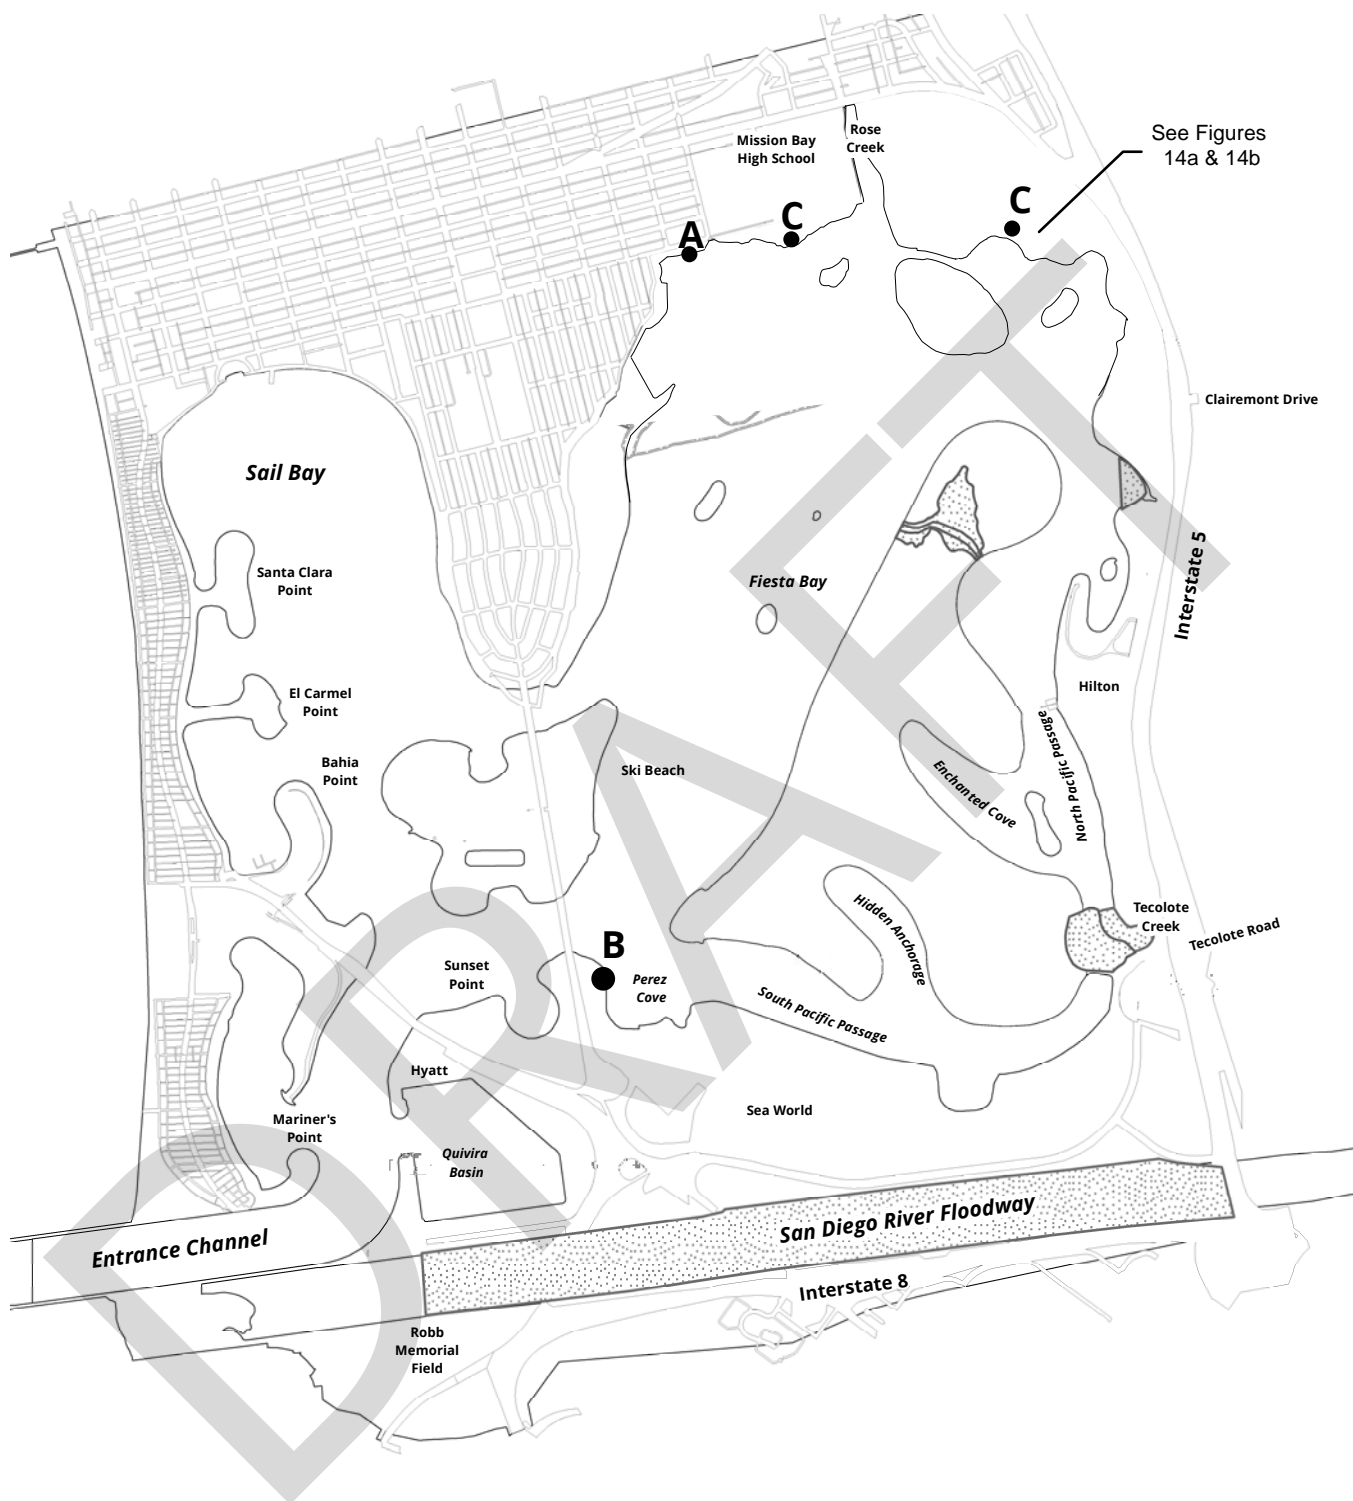 Mission Bay
High School
Rose
Creek
See Figures
14a & 14b
A
C
C
Clairemont Drive
Sail Bay
Santa Clara
Point
Fiesta Bay
Interstate 5
El Carmel
Point
Hilton
Bahia
Point
Ski Beach
Enchanted Cove
North Pacific Passage
Hidden Anchorage
Tecolote
Creek
Tecolote Road
B
Sunset
Point
Perez
Cove
South Pacific Passage
Hyatt
Sea World
Mariner's
Point
Quivira
Basin
Entrance Channel
San Diego River Floodway
Interstate 8
Robb
Memorial
Field
DRAFT